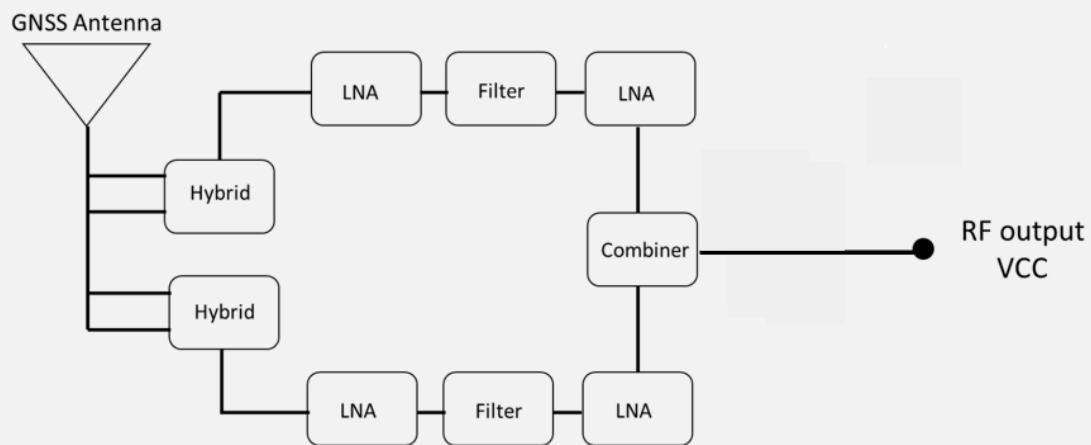 GNSS Antenna
LNA
Filter
LNA
Hybrid
Combiner
RF output
VCC
Hybrid
LNA
Filter
LNA